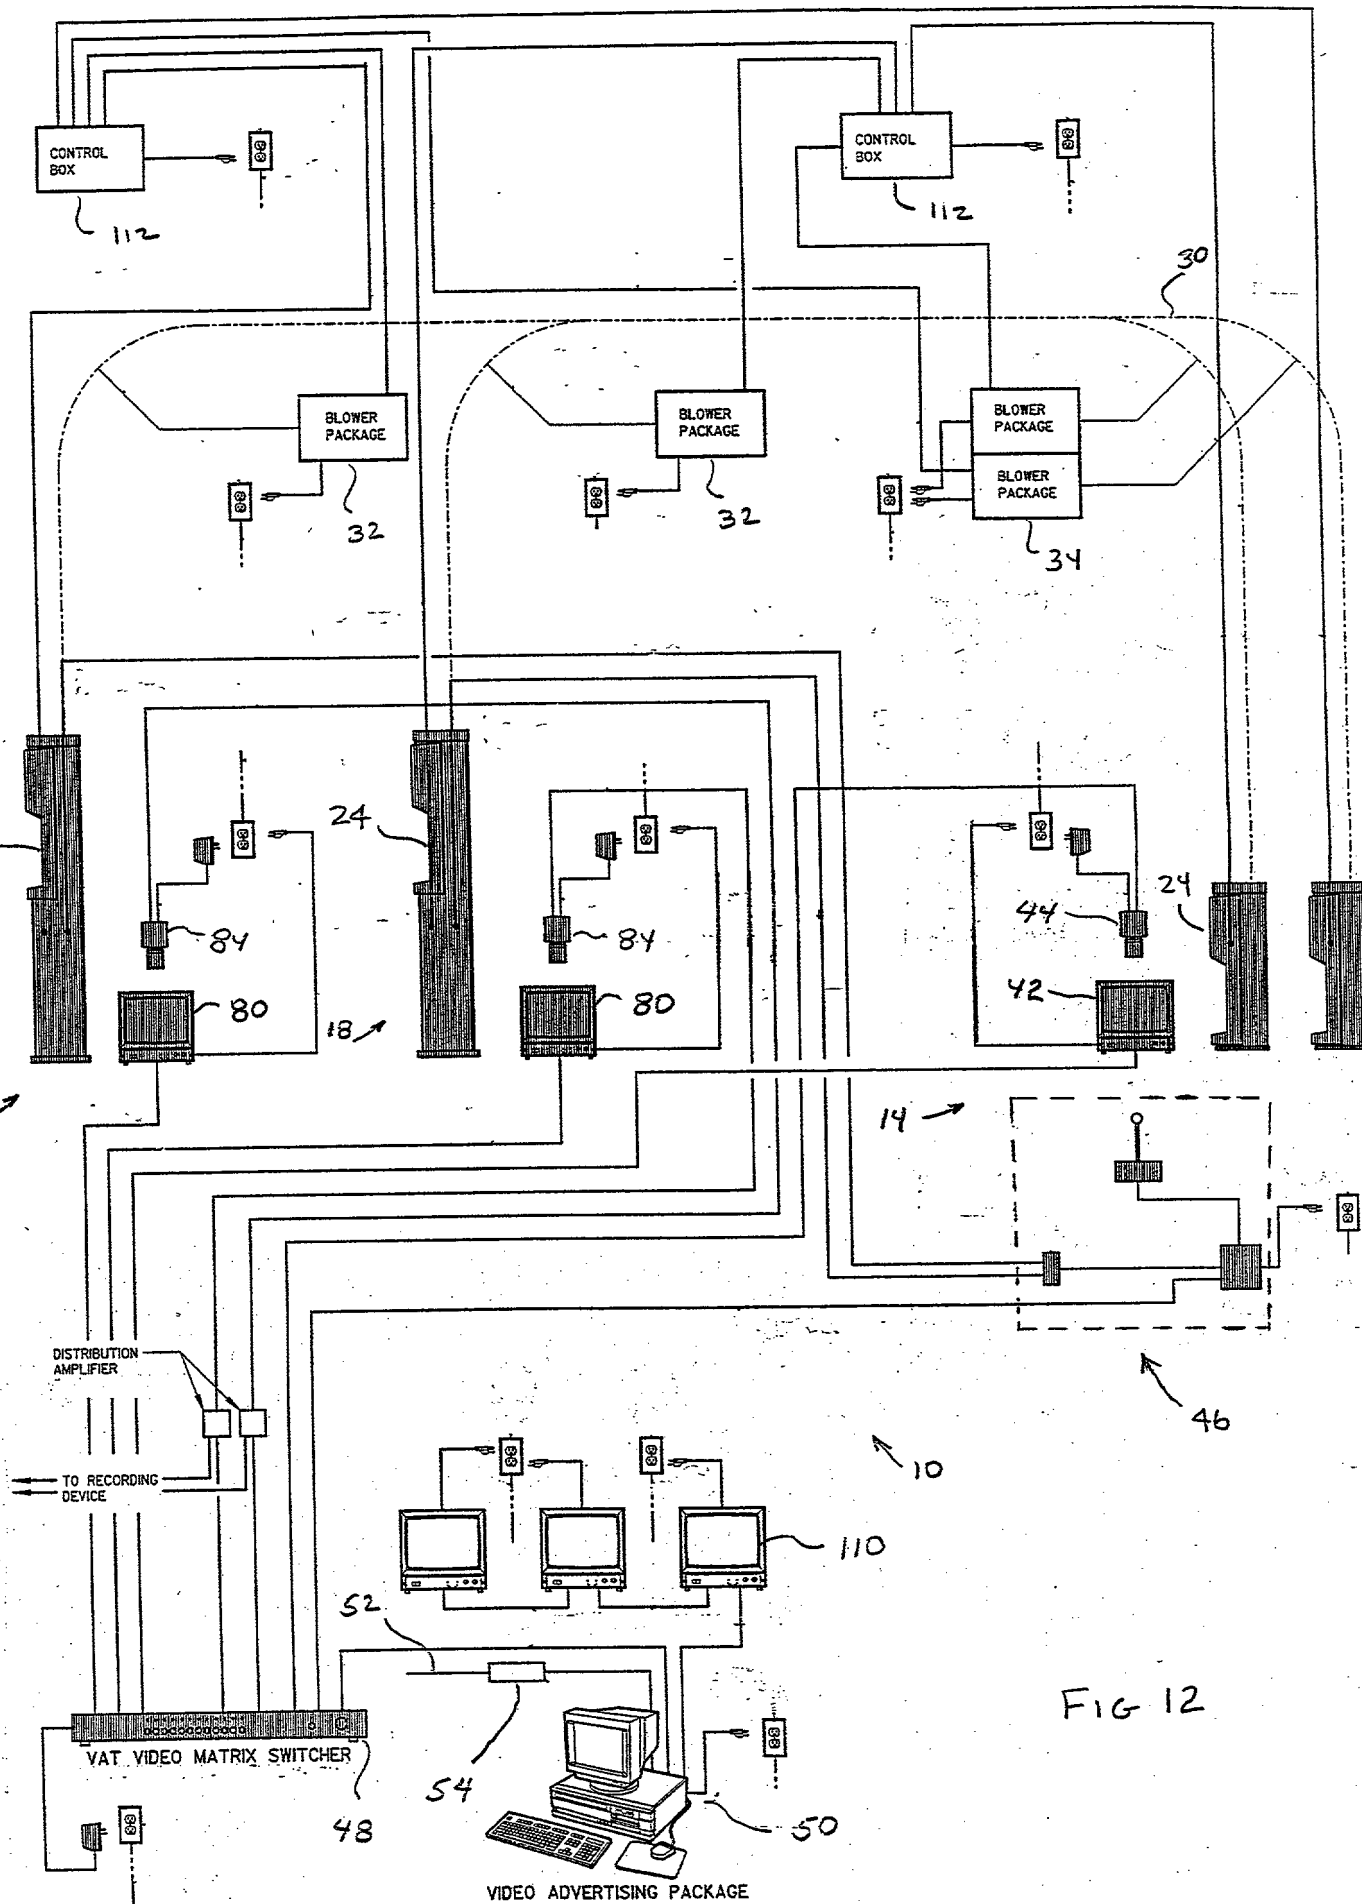 CONTROL
BOX
112
CONTROL
BOX
112
30
BLOWER
PACKAGE
32
BLOWER
PACKAGE
32
BLOWER
PACKAGE
BLOWER
PACKAGE
34
24
84
80
18
84
80
44
42
24
14
46
DISTRIBUTION
AMPLIFIER
TO RECORDING
DEVICE
10
110
52
54
50
VAT VIDEO MATRIX SWITCHER
48
VIDEO ADVERTISING PACKAGE
FIG 12